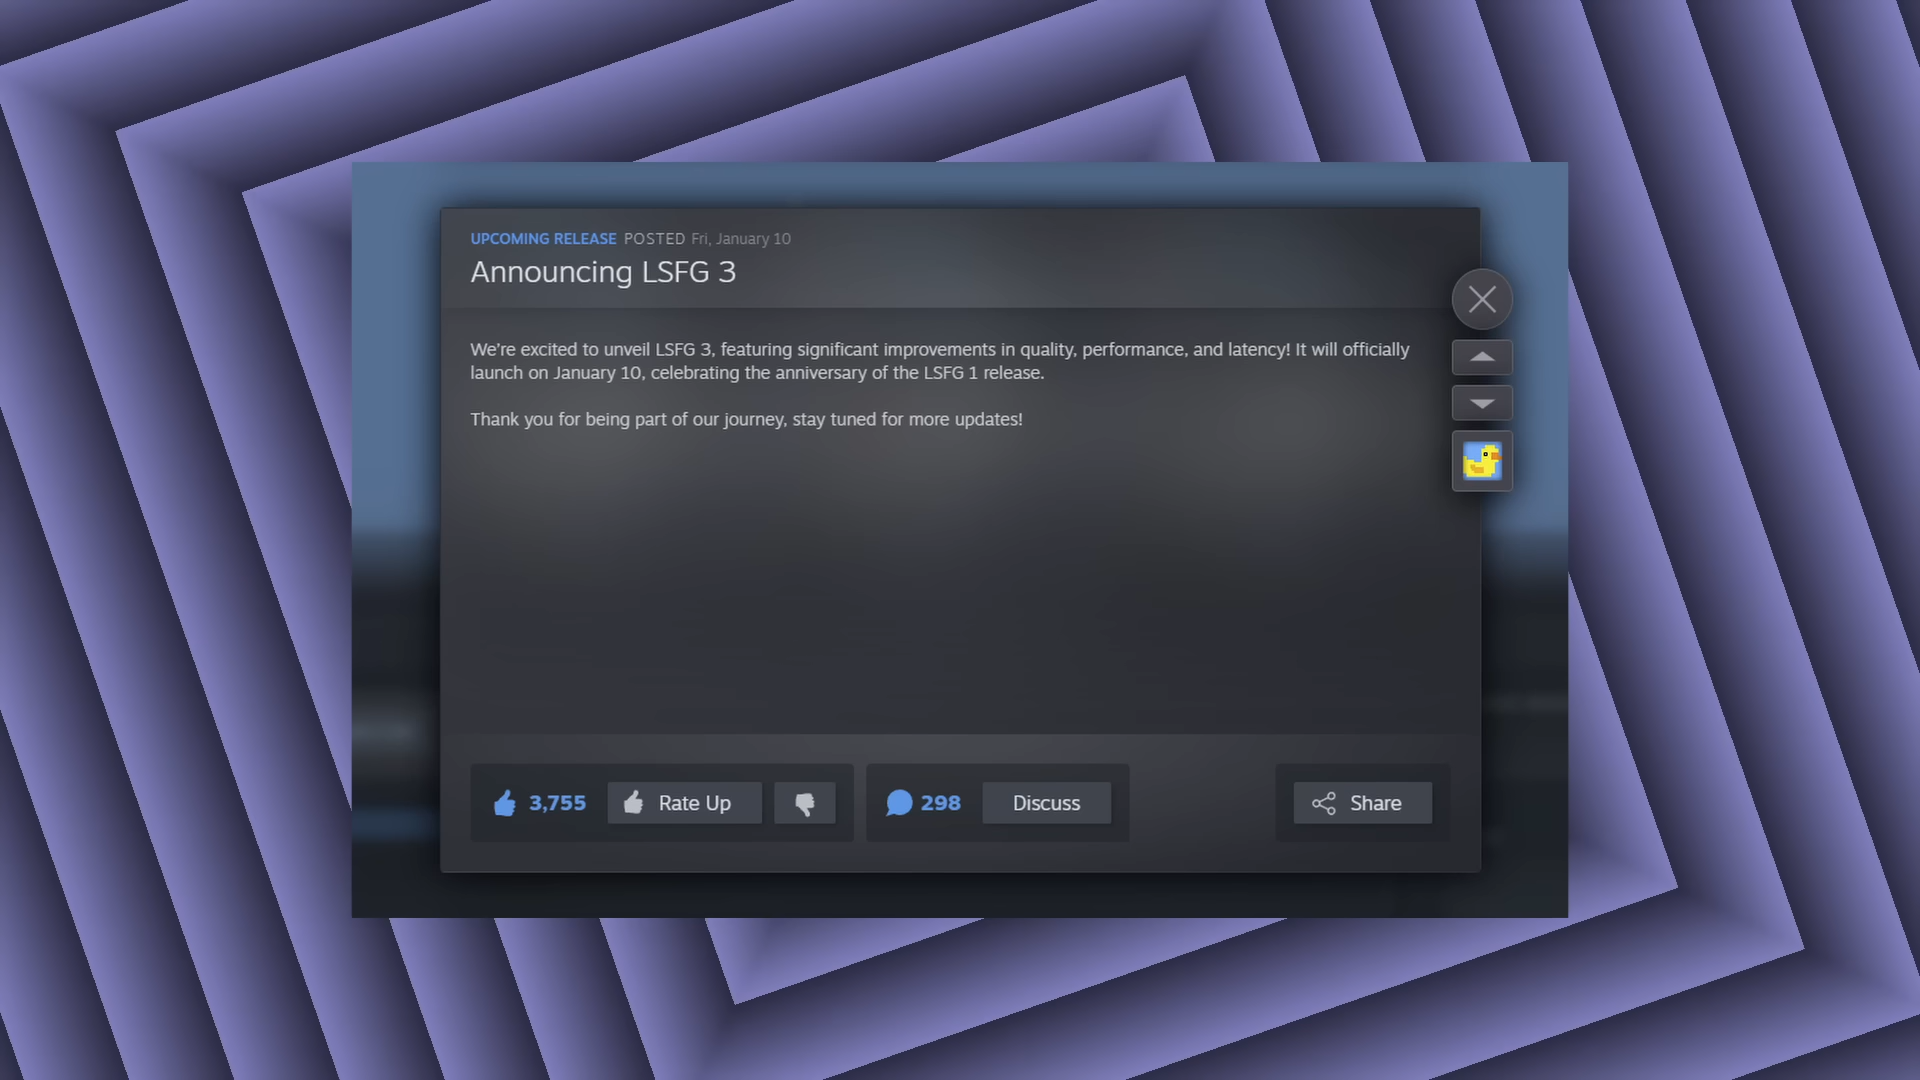 UPCOMING RELEASE POSTED Fri, January 10
Announcing LSFG 3
We're excited to unveil LSFG 3, featuring significant improvements in quality, performance, and latency! It will officially
launch on January 10, celebrating the anniversary of the LSFG 1 release.
Thank you for being part of our journey, stay tuned for more updates!
3,755 Rate Up 298 Discuss Share